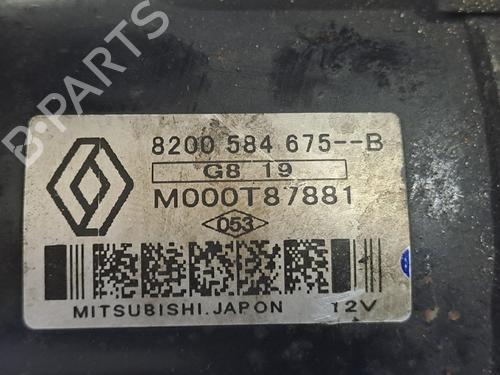 B-PARTS
8200 584 675--B
G8 19
M000T87881
053
MITSUBISHI.JAPON 12V